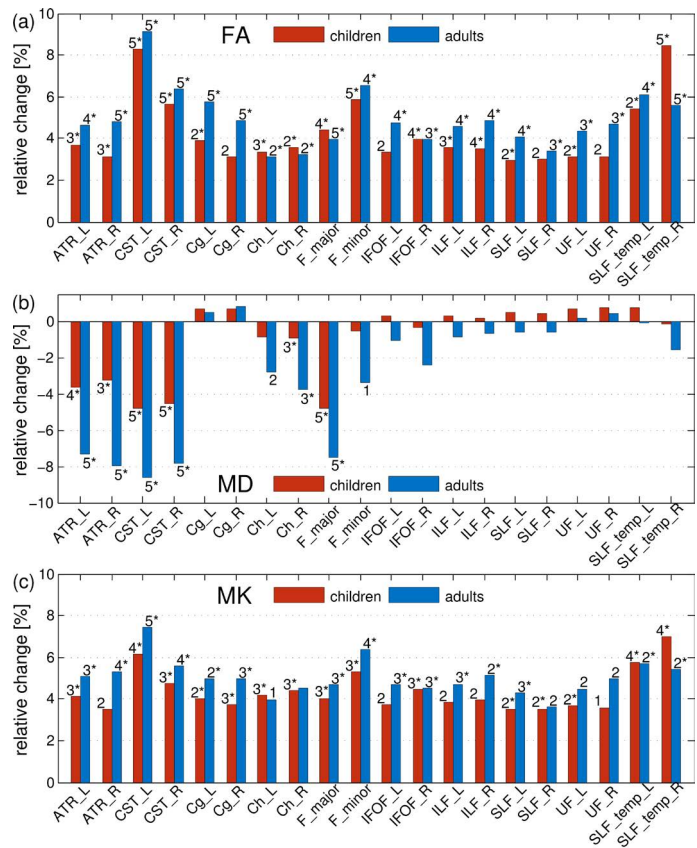 (a)
FA
children
adults
relative change [%]
10
8
6
4
2
0
3* 4* 3* 5* 5* 5* 5* 5* 2* 5* 2 5* 3* 2* 2* 2* 4* 5* 5* 4* 2 4* 4* 3* 3* 4* 4* 4* 2* 4* 2 3* 2* 4* 2 4* 2* 4* 5* 5*
ATR_L ATR_R CST_L CST_R Cg_L Cg_R Ch_L Ch_R F_major F_minor IFOF_L IFOF_R ILF_L ILF_R SLF_L SLF_R UF_L UF_R SLF_temp_L SLF_temp_R
(b)
relative change [%]
0
−2
−4
−6
−8
−10
4* 5* 3* 5* 5* 5* 5* 5* 2 3* 3* 5* 5* 1
MD
children
adults
ATR_L ATR_R CST_L CST_R Cg_L Cg_R Ch_L Ch_R F_major F_minor IFOF_L IFOF_R ILF_L ILF_R SLF_L SLF_R UF_L UF_R SLF_temp_L SLF_temp_R
(c)
MK
children
adults
relative change [%]
10
8
6
4
2
0
3* 3* 2 4* 4* 5* 3* 5* 2* 2* 3* 5* 3* 1 3* 3* 3* 3* 4* 2 3* 3* 3* 2 3* 2 2* 2* 3* 2* 2 2* 2 1 2 4* 2* 4* 2*
ATR_L ATR_R CST_L CST_R Cg_L Cg_R Ch_L Ch_R F_major F_minor IFOF_L IFOF_R ILF_L ILF_R SLF_L SLF_R UF_L UF_R SLF_temp_L SLF_temp_R